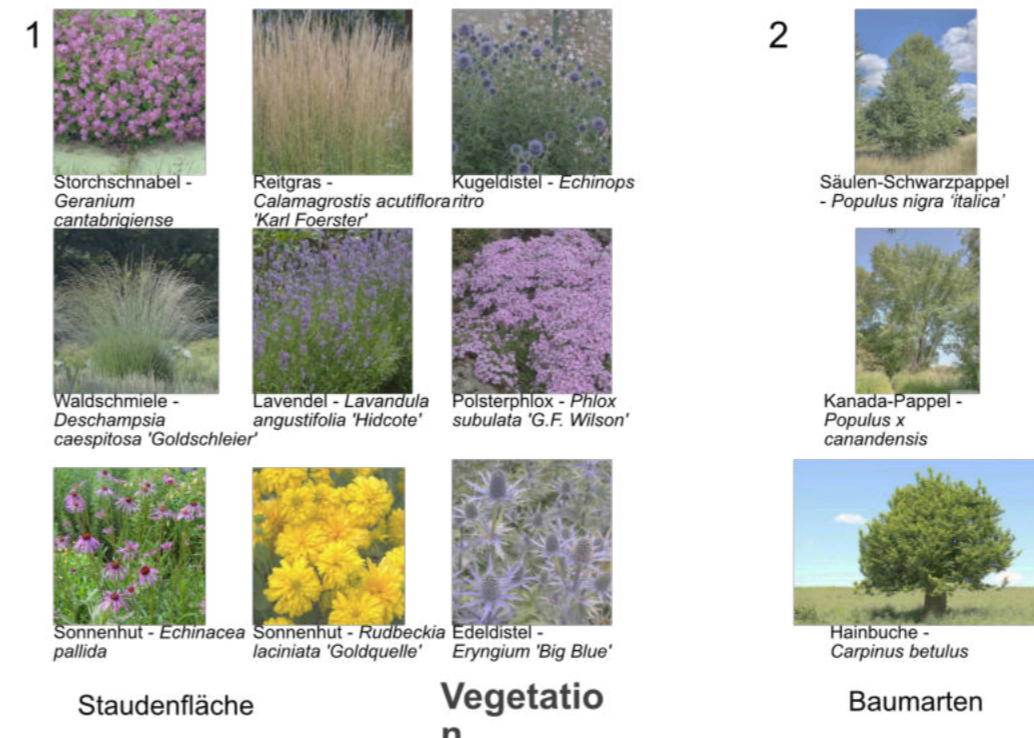 1
2
Storchschnabel -
Geranium
cantabrigiense
Reitgras -
Calamagrostis acutiflora
'Karl Foerster'
Kugeldistel - Echinops
ritro
Säulen-Schwarzpappel
- Populus nigra ‘italica’
Waldschmiele -
Deschampsia
caespitosa 'Goldschleier'
Lavendel - Lavandula
angustifolia 'Hidcote'
Polsterphlox - Phlox
subulata 'G.F. Wilson'
Kanada-Pappel -
Populus x
canandensis
Sonnenhut - Echinacea
pallida
Sonnenhut - Rudbeckia
laciniata 'Goldquelle'
Edeldistel -
Eryngium 'Big Blue'
Hainbuche -
Carpinus betulus
Staudenfläche
Vegetatio
n
Baumarten